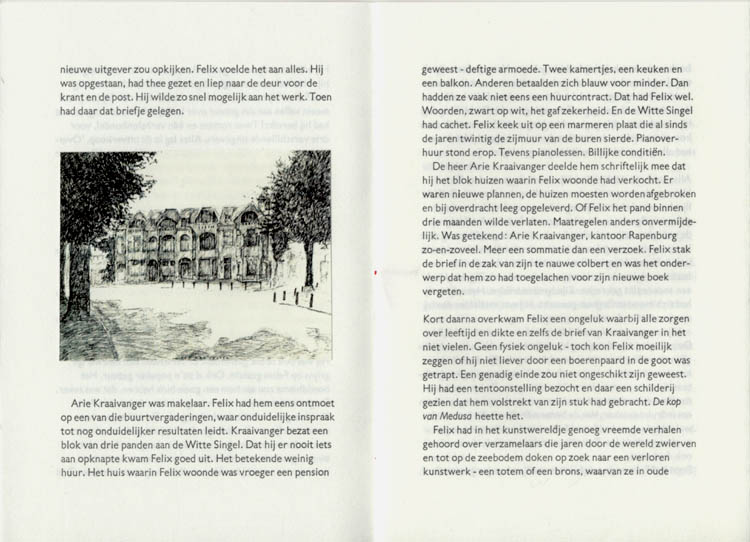 nieuwe uitgever zou opkijken. Felix voelde het aan alles. Hij
was opgestaan, had thee gezet en liep naar de deur voor de
krant en de post. Hij wilde zo snel mogelijk aan het werk. Toen
had daar dat briefje gelegen.
Arie Kraaivanger was makelaar. Felix had hem eens ontmoet
op een van die buurtvergaderingen, waar onduidelijke inspraak
tot nog onduidelijker resultaten leidt. Kraaivanger bezat een
blok van drie panden aan de Witte Singel. Dat hij er nooit iets
aan opknapte kwam Felix goed uit. Het betekende weinig
huur. Het huis waarin Felix woonde was vroeger een pension
geweest - deftige armoede. Twee kamertjes, een keuken en
een balkon. Anderen betaalden zich blauw voor minder. Dan
hadden ze vaak niet eens een huurcontract. Dat had Felix wel.
Woorden, zwart op wit, het gaf zekerheid. En de Witte Singel
had cachet. Felix keek uit op een marmeren plaat die al sinds
de jaren twintig de zijmuur van de buren sierde. Pianover-
huur stond erop. Tevens pianolessen. Billijke conditiën.
De heer Arie Kraaivanger deelde hem schriftelijk mee dat
hij het blok huizen waarin Felix woonde had verkocht. Er
waren nieuwe plannen, de huizen moesten worden afgebroken
en bij overdracht leeg opgeleverd. Of Felix het pand binnen
drie maanden wilde verlaten. Maatregelen anders onvermijde-
lijk. Was getekend: Arie Kraaivanger, kantoor Rapenburg
zo-en-zoveel. Meer een sommatie dan een verzoek. Felix stak
de brief in de zak van zijn te nauwe colbert en was het onder-
werp dat hem zo had toegelachen voor zijn nieuwe boek
vergeten.
Kort daarna overkwam Felix een ongeluk waarbij alle zorgen
over leeftijd en dikte en zelfs de brief van Kraaivanger in het
niet vielen. Geen fysiek ongeluk - toch kon Felix moeilijk
zeggen of hij niet liever door een boerenpaard in de goot was
getrapt. Een genadig einde zou niet ongeschikt zijn geweest.
Hij had een tentoonstelling bezocht en daar een schilderij
gezien dat hem volstrekt van zijn stuk had gebracht. De kop
van Medusa heette het.
Felix had in het kunstwereldje genoeg vreemde verhalen
gehoord over verzamelaars die jaren door de wereld zwierven
en tot op de zeebodem doken op zoek naar een verloren
kunstwerk - een totem of een brons, waarvan ze in oude